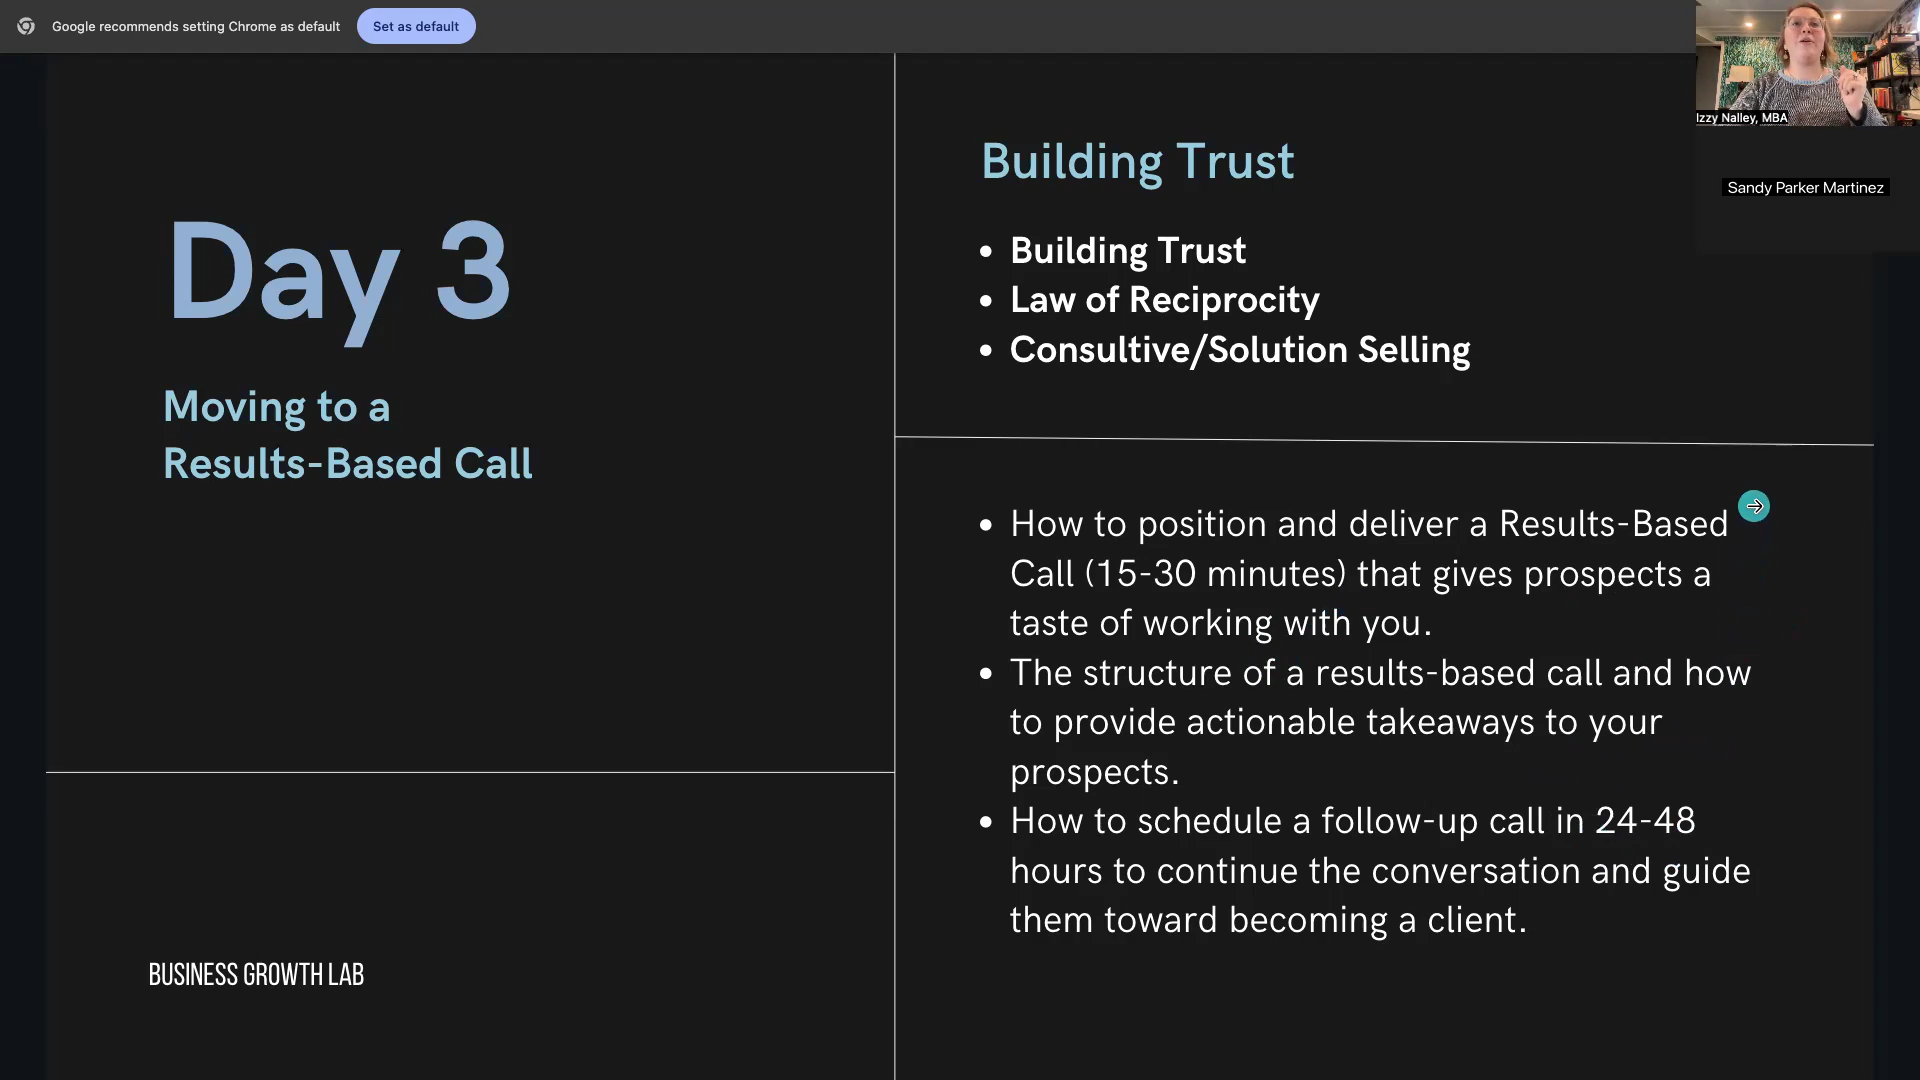 Google recommends setting Chrome as default
Set as default
Izzy Nalley, MBA
Sandy Parker Martinez
Day 3
Moving to a
Results-Based Call
BUSINESS GROWTH LAB
Building Trust
• Building Trust
• Law of Reciprocity
• Consultive/Solution Selling
• How to position and deliver a Results-Based
Call (15-30 minutes) that gives prospects a
taste of working with you.
• The structure of a results-based call and how
to provide actionable takeaways to your
prospects.
• How to schedule a follow-up call in 24-48
hours to continue the conversation and guide
them toward becoming a client.